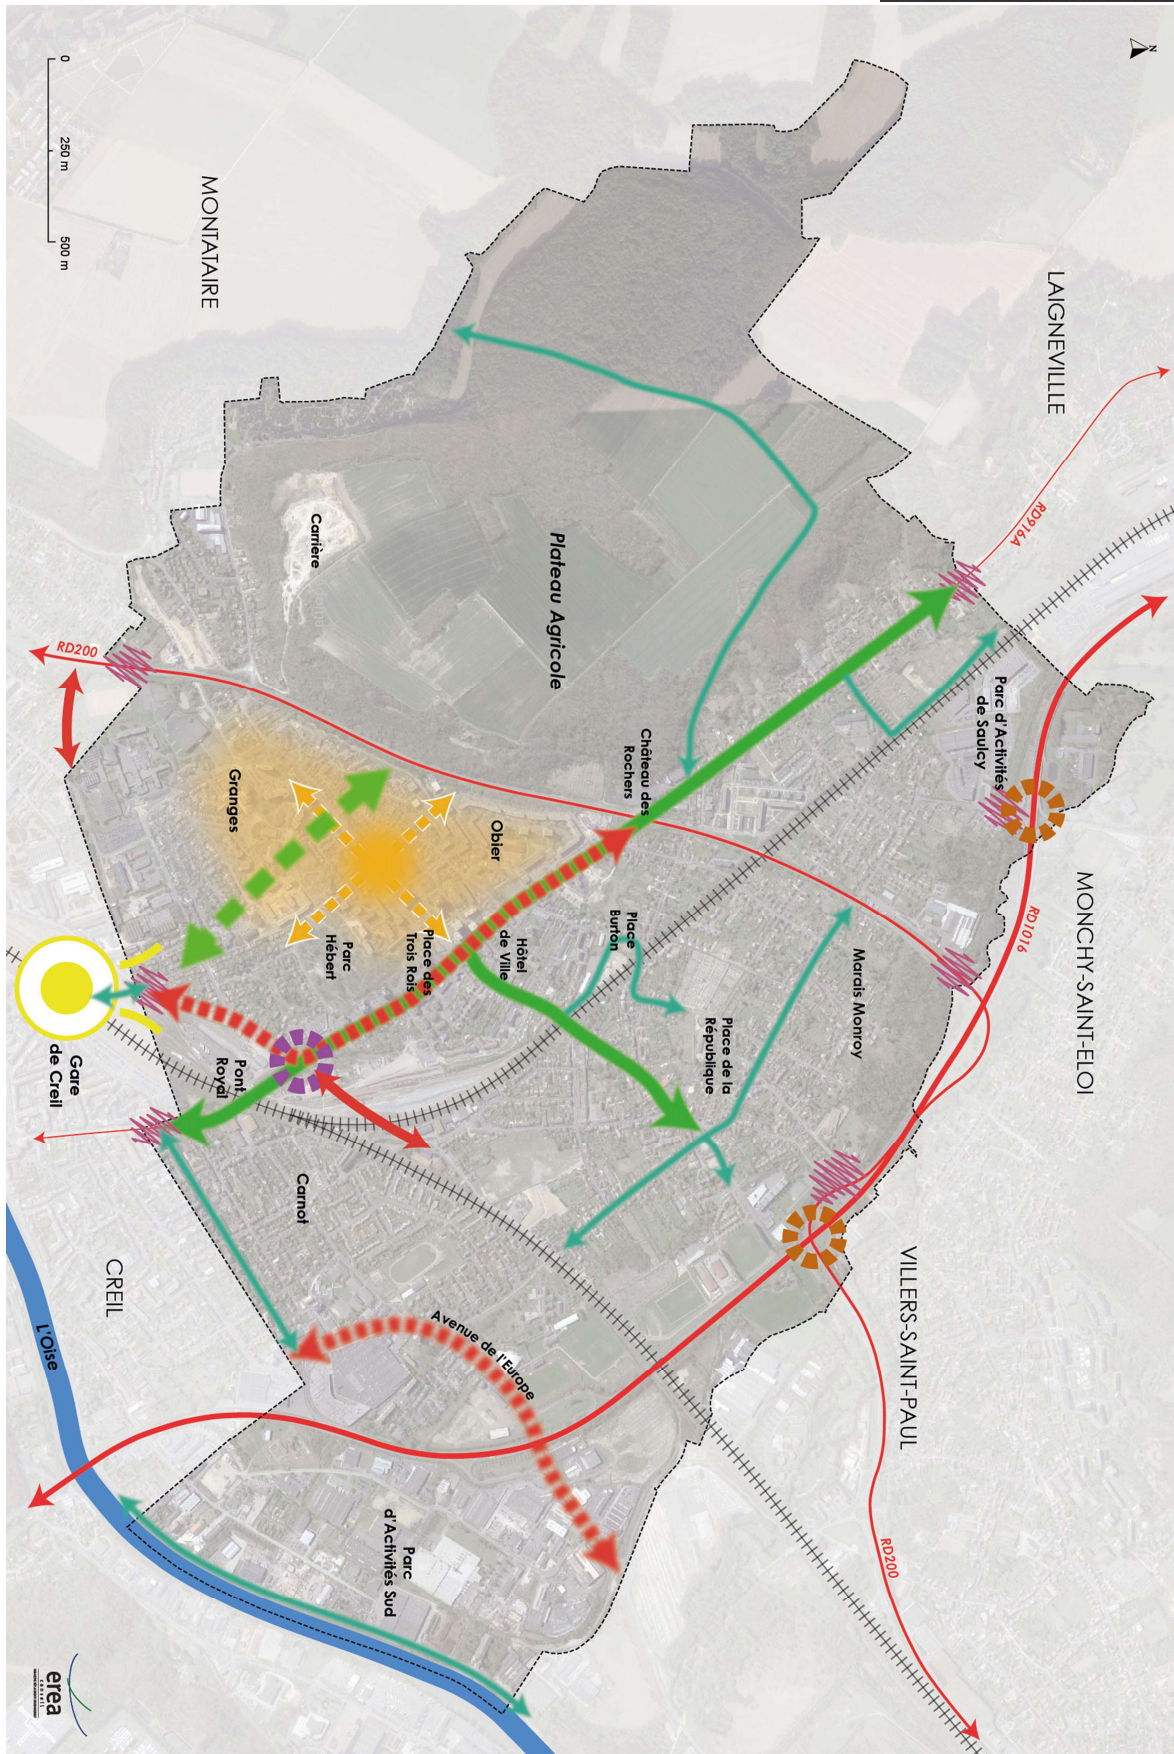 N
0
250 m
500 m
LAIGNEVILLLE
MONTATAIRE
RD916A
Carrière
Plateau Agricole
RD200
Parc d'Activités
de Saulcy
Château des
Rochers
Granges
Obier
MONCHY-SAINT-ELOI
RD1016
Place
Burton
Hôtel
de Ville
Place des
Trois Rois
Parc
Hébert
Marais Monroy
Place de la
République
Gare
de Creil
Pont
Royal
Carnot
CREIL
VILLERS-SAINT-PAUL
L'Oise
Avenue de l'Europe
RD200
Parc
d'Activités Sud
erea
conseil